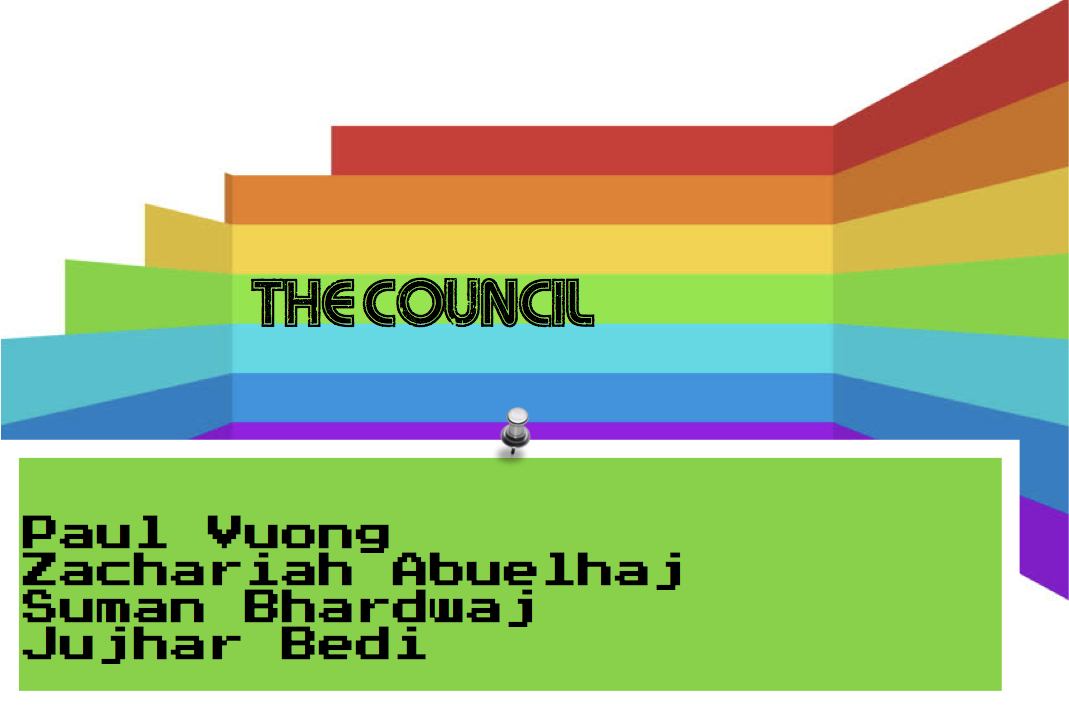 THE COUNCIL
Paul Vuong
Zachariah Abuelhaj
Suman Bhardwaj
Jujhar Bedi